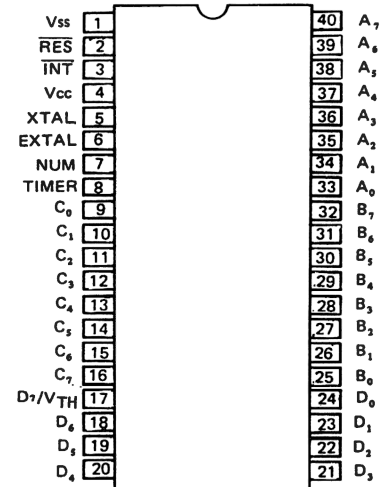 Vss 1 40 A₇
RES 2 39 A₆
INT 3 38 A₅
Vcc 4 37 A₄
XTAL 5 36 A₃
EXTAL 6 35 A₂
NUM 7 34 A₁
TIMER 8 33 A₀
C₀ 9 32 B₇
C₁ 10 31 B₆
C₂ 11 30 B₅
C₃ 12 29 B₄
C₄ 13 28 B₃
C₅ 14 27 B₂
C₆ 15 26 B₁
C₇ 16 25 B₀
D₇/VTH 17 24 D₀
D₆ 18 23 D₁
D₅ 19 22 D₂
D₄ 20 21 D₃